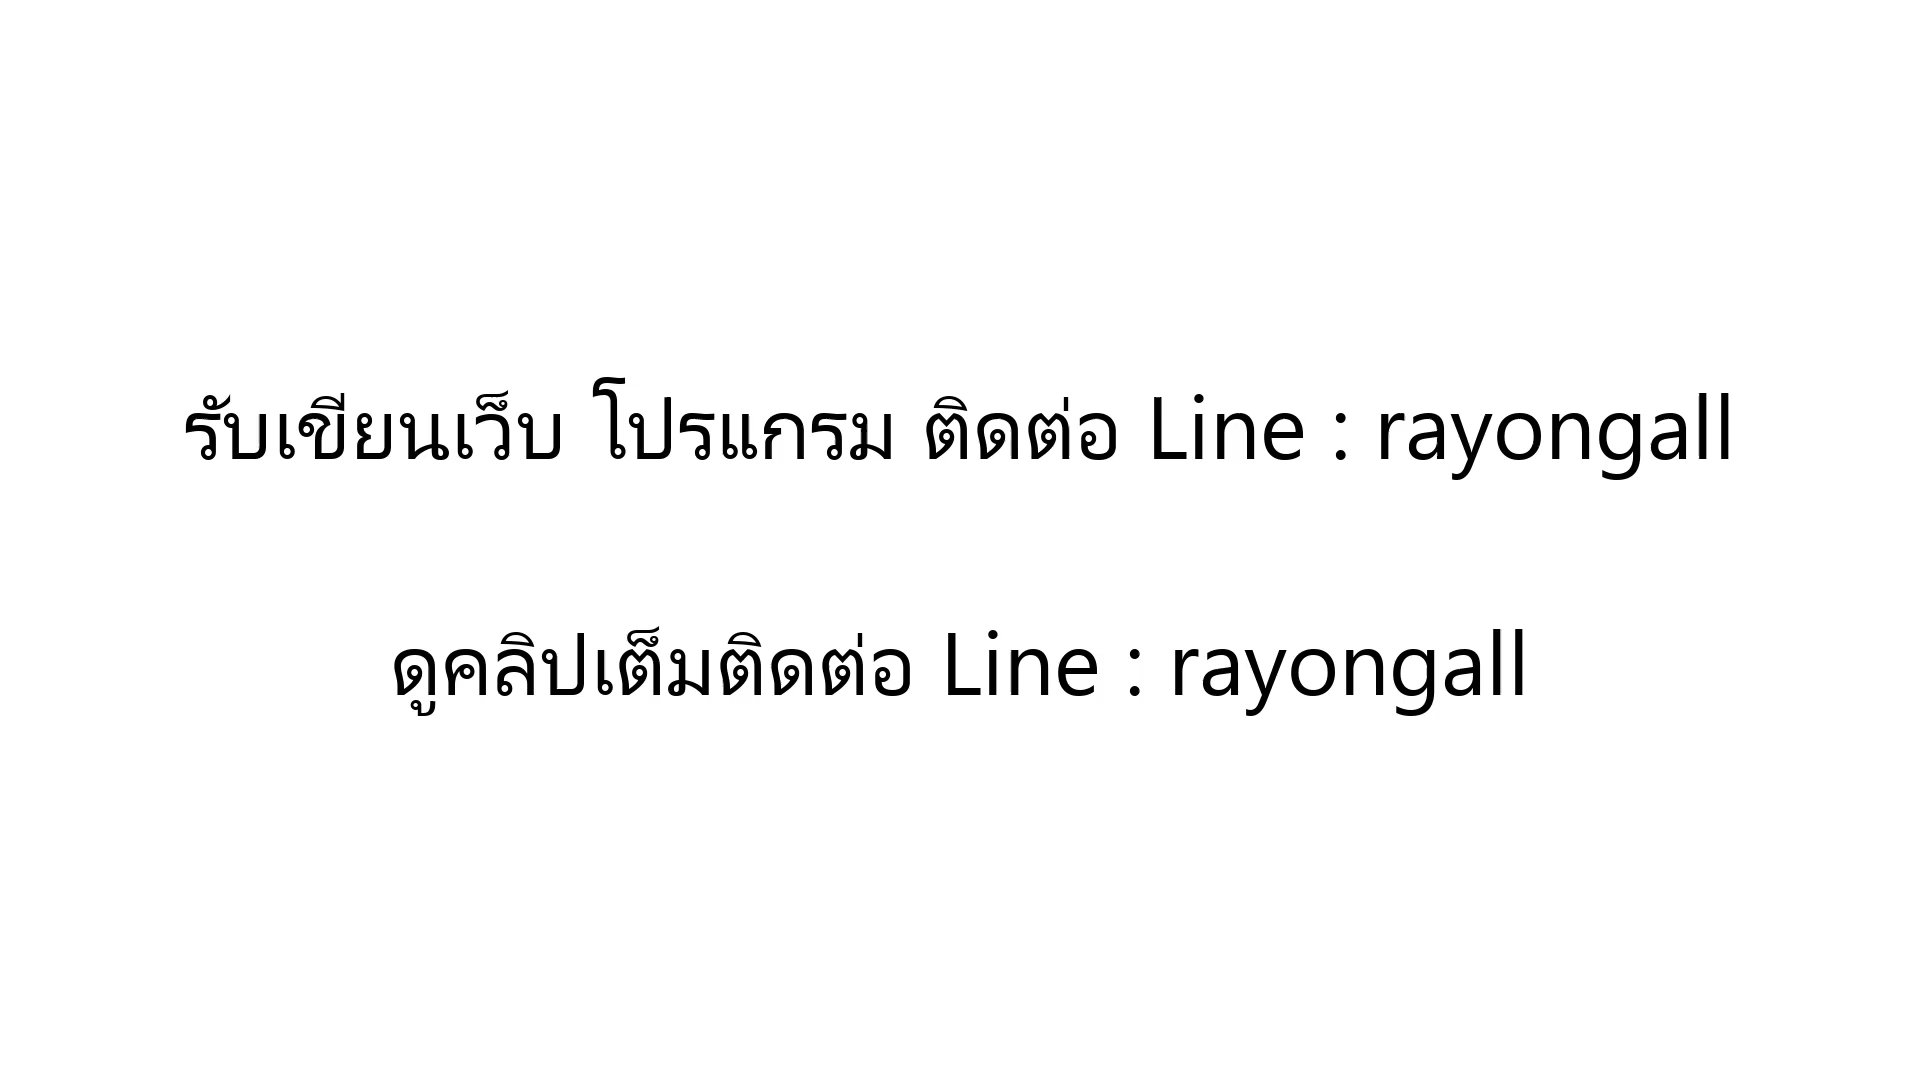 รับเขียนเว็บ โปรแกรม ติดต่อ Line : rayongall
ดูคลิปเต็มติดต่อ Line : rayongall